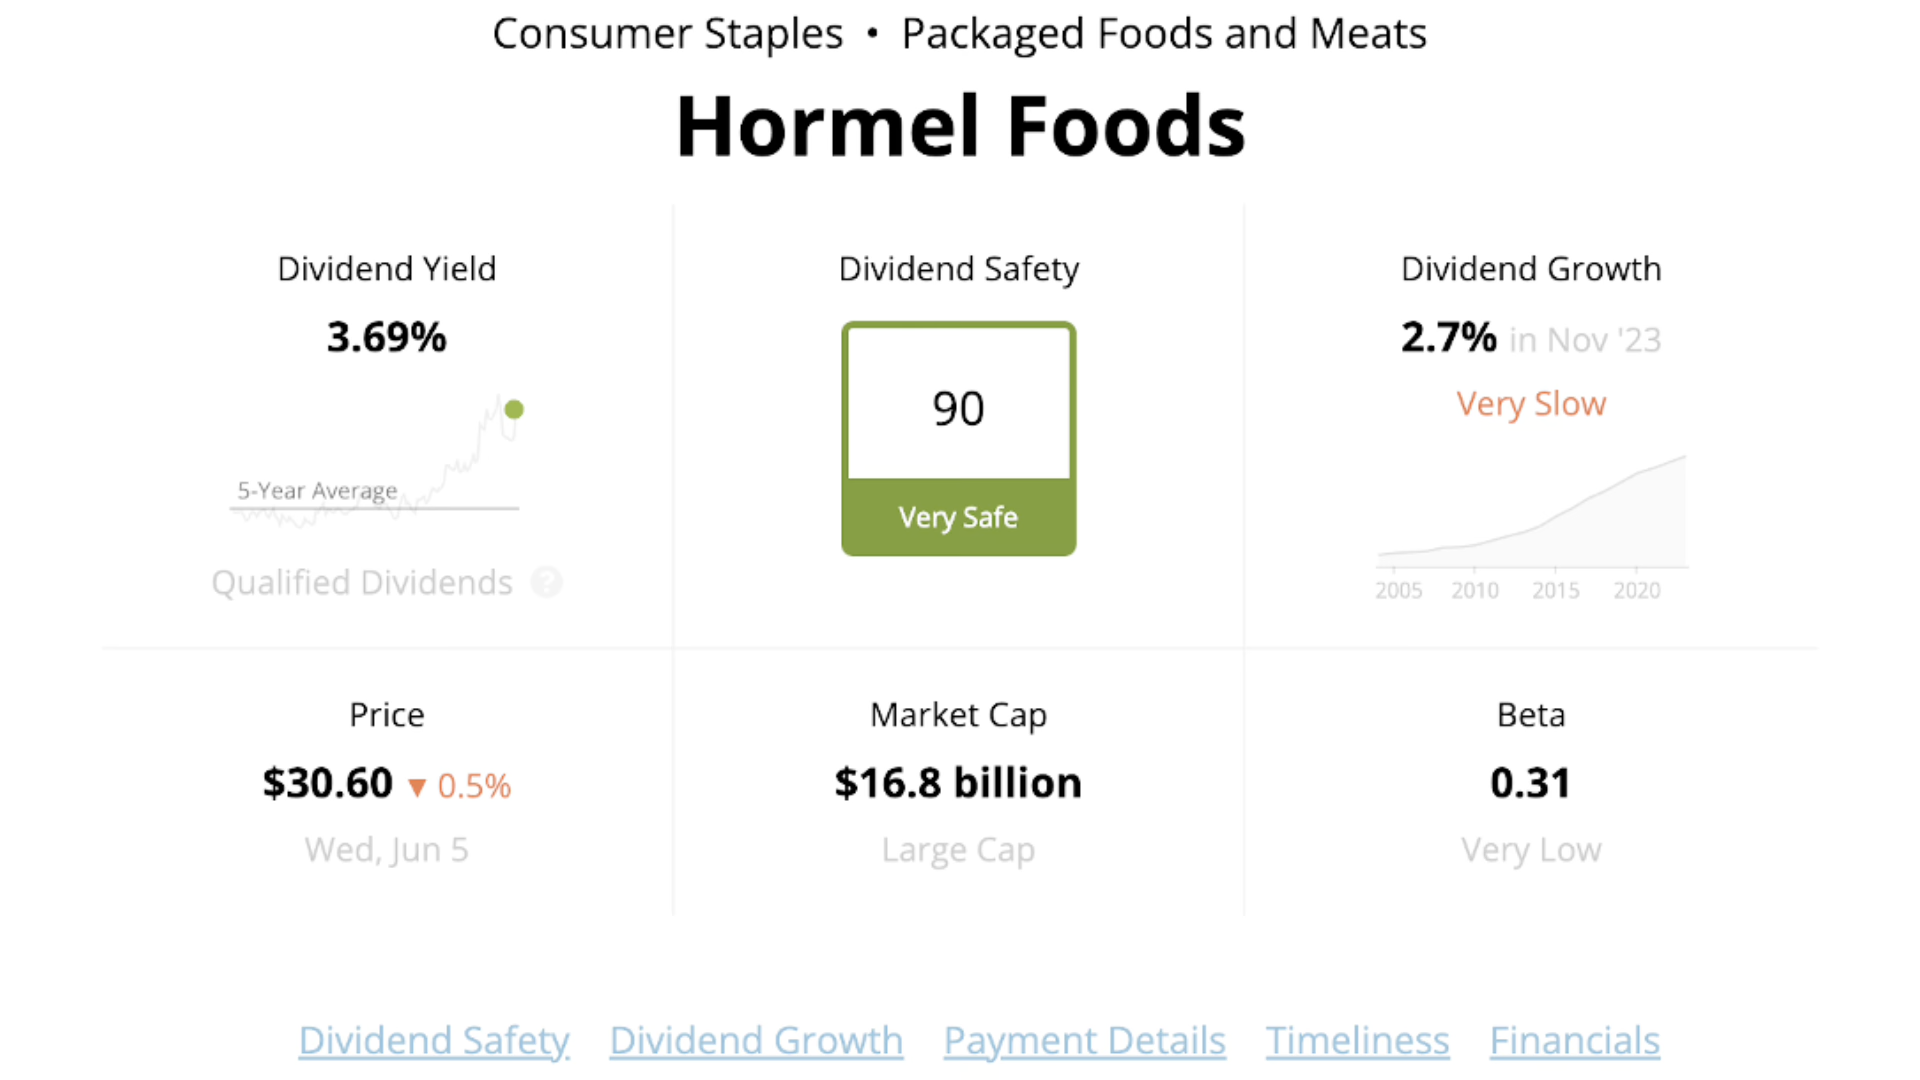 Consumer Staples • Packaged Foods and Meats
Hormel Foods
Dividend Yield
3.69%
5-Year Average
Qualified Dividends ?
Dividend Safety
90
Very Safe
Dividend Growth
2.7% in Nov '23
Very Slow
2005 2010 2015 2020
Price
$30.60 ▼ 0.5%
Wed, Jun 5
Market Cap
$16.8 billion
Large Cap
Beta
0.31
Very Low
Dividend Safety Dividend Growth Payment Details Timeliness Financials